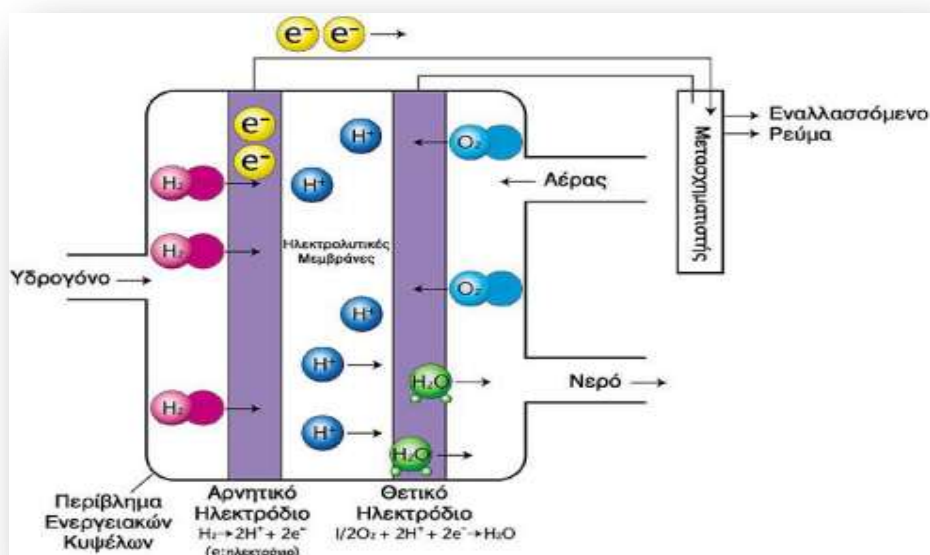 e⁻ e⁻
e⁻
e⁻
H⁺
O₂
H₂
H⁺
Αέρας
Εναλλασσόμενο
Ρεύμα
Μετασχηματιστής
H₂
Ηλεκτρολυτικές
Μεμβράνες
Υδρογόνο
O₂
H⁺
H⁺
H₂O
Νερό
H₂
H⁺
H₂O
Περίβλημα
Ενεργειακών
Κυψέλων
Αρνητικό
Ηλεκτρόδιο
H₂→2H⁺ + 2e⁻
(e:ηλεκτρόνιο)
Θετικό
Ηλεκτρόδιο
1/2O₂ + 2H⁺ + 2e⁻→H₂O